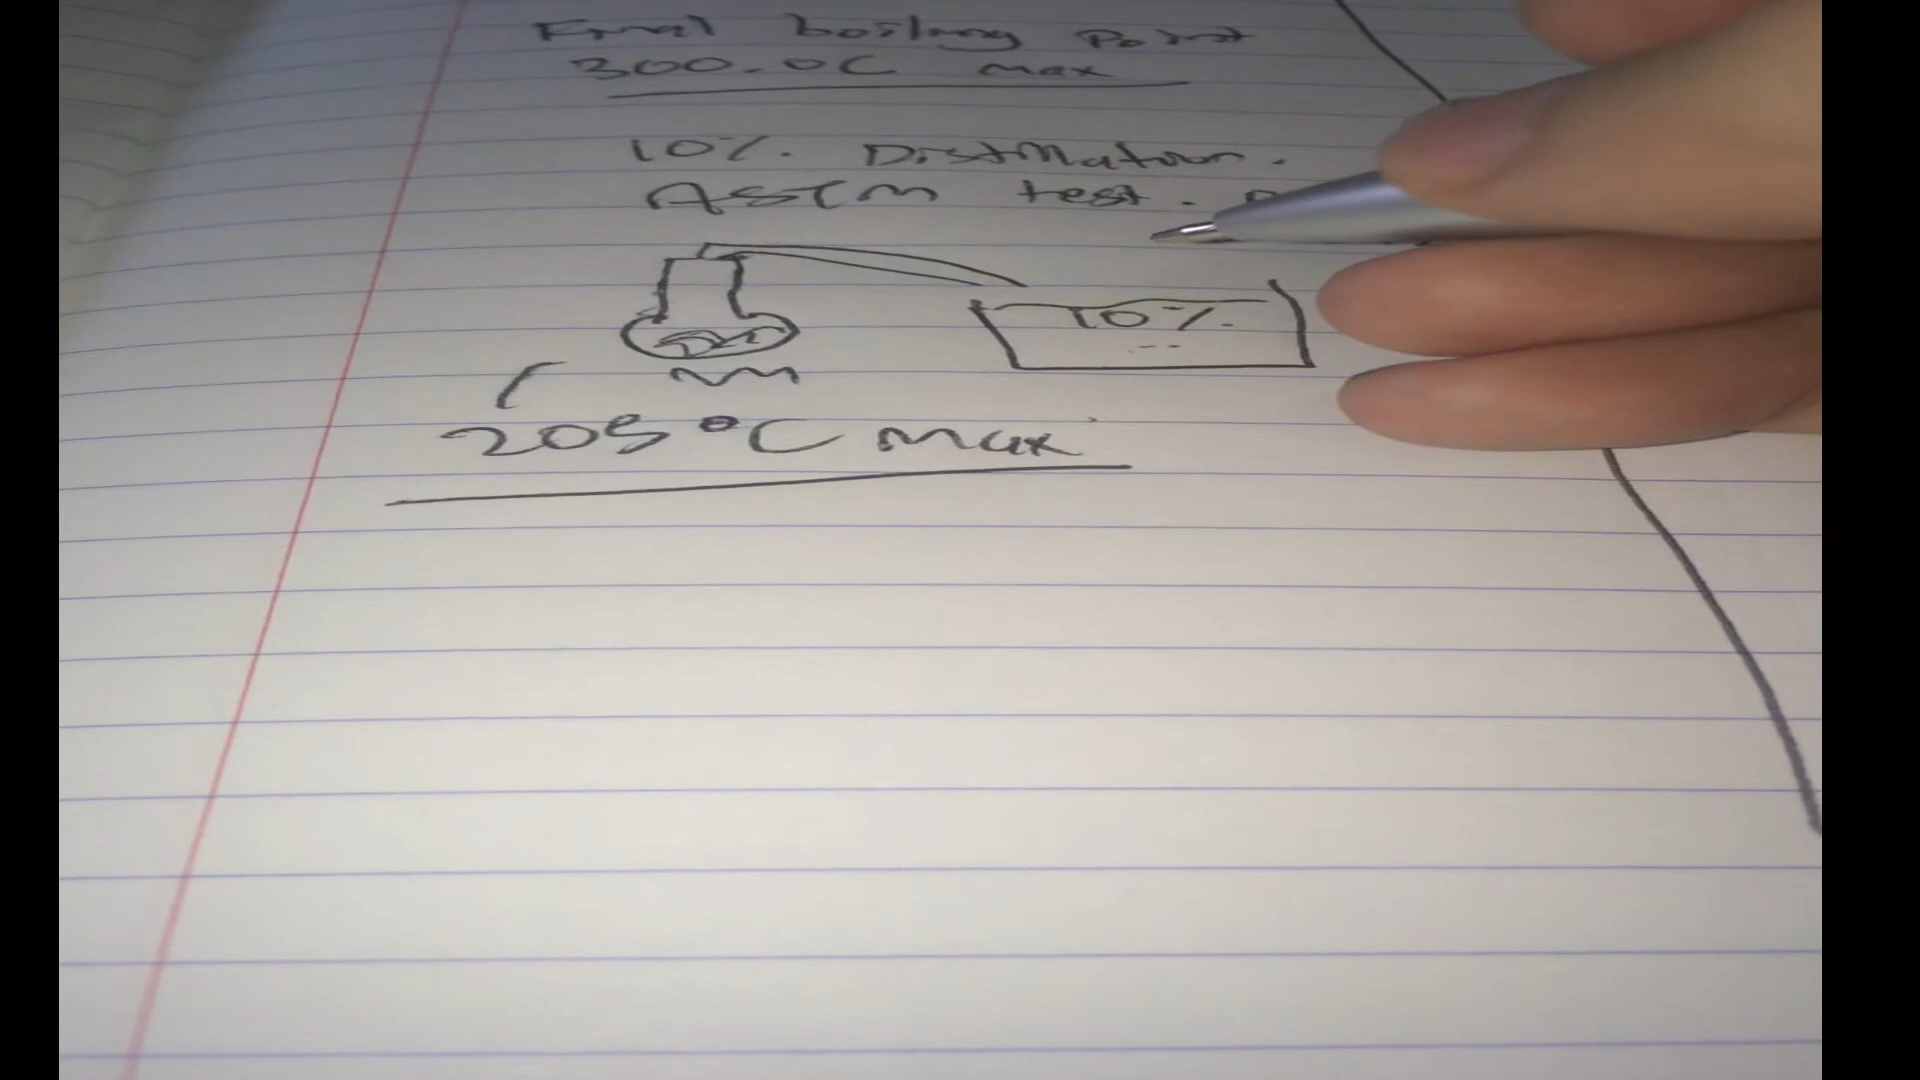 Final boiling Point
300.0C max
10%. Distillation.
ASTM test.
10%.
205 °C Max